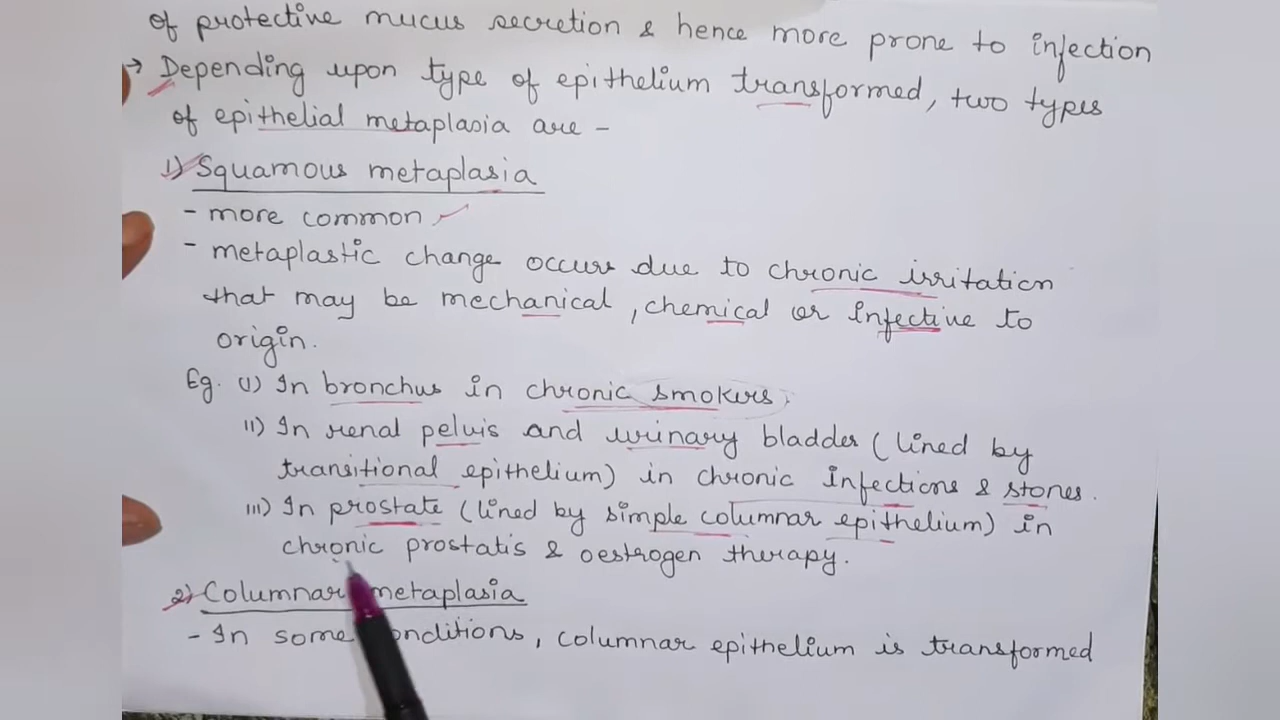 of protective mucus secretion & hence more prone to infection
→ Depending upon type of epithelium transformed, two types
of epithelial metaplasia are -
1) Squamous metaplasia
- more common
- metaplastic change occurs due to chronic irritation
that may be mechanical, chemical or infective to
origin.
Eg. (i) In bronchus in chronic smokers,
ii) In renal pelvis and urinary bladder (lined by
transitional epithelium) in chronic infections & stones.
iii) In prostate (lined by simple columnar epithelium) in
chronic prostatis & oestrogen therapy.
2) Columnar metaplasia
- In some conditions, columnar epithelium is transformed